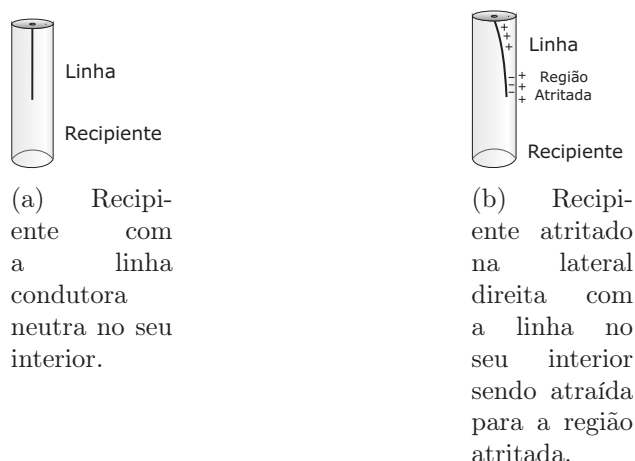 Linha
Recipiente
(a) Recipi-
ente com
a linha
condutora
neutra no seu
interior.
+
+
+
Linha
− + Região
− +
− Atritada
+
Recipiente
(b) Recipi-
ente atritado
na lateral
direita com
a linha no
seu interior
sendo atraída
para a região
atritada.